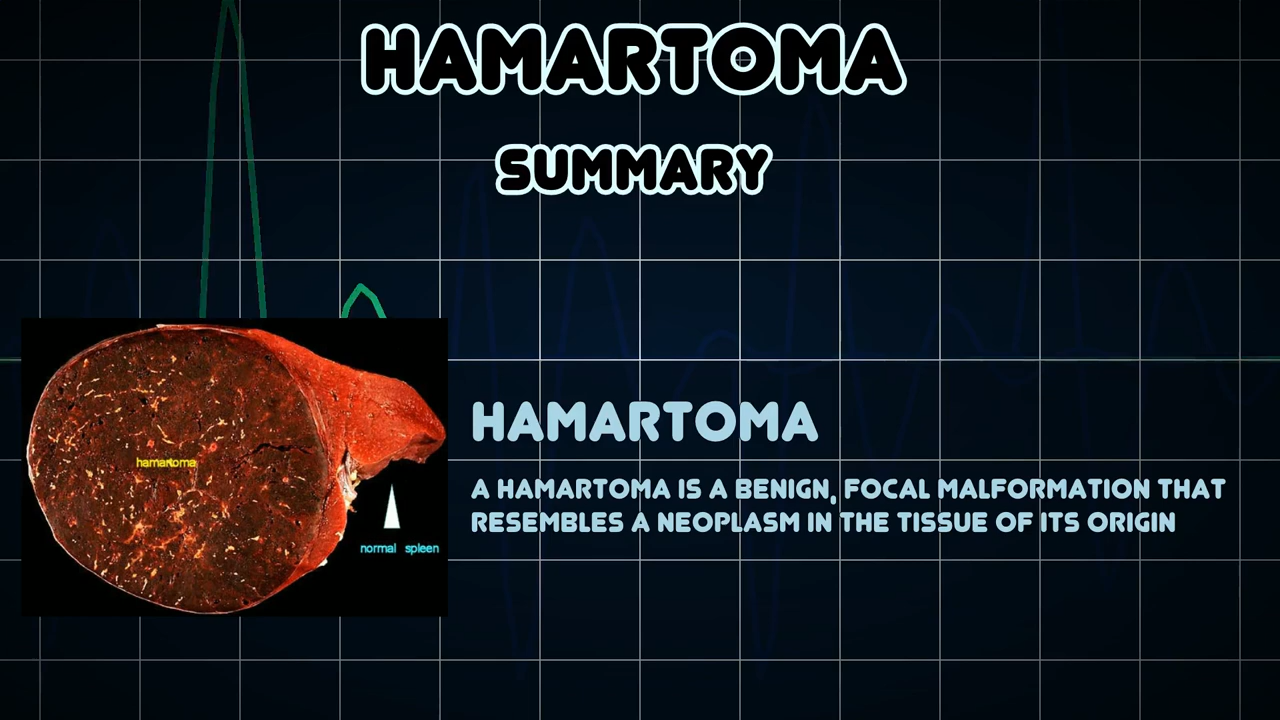 HAMARTOMA
SUMMARY
hamartoma
normal spleen
HAMARTOMA
A HAMARTOMA IS A BENIGN, FOCAL MALFORMATION THAT
RESEMBLES A NEOPLASM IN THE TISSUE OF ITS ORIGIN